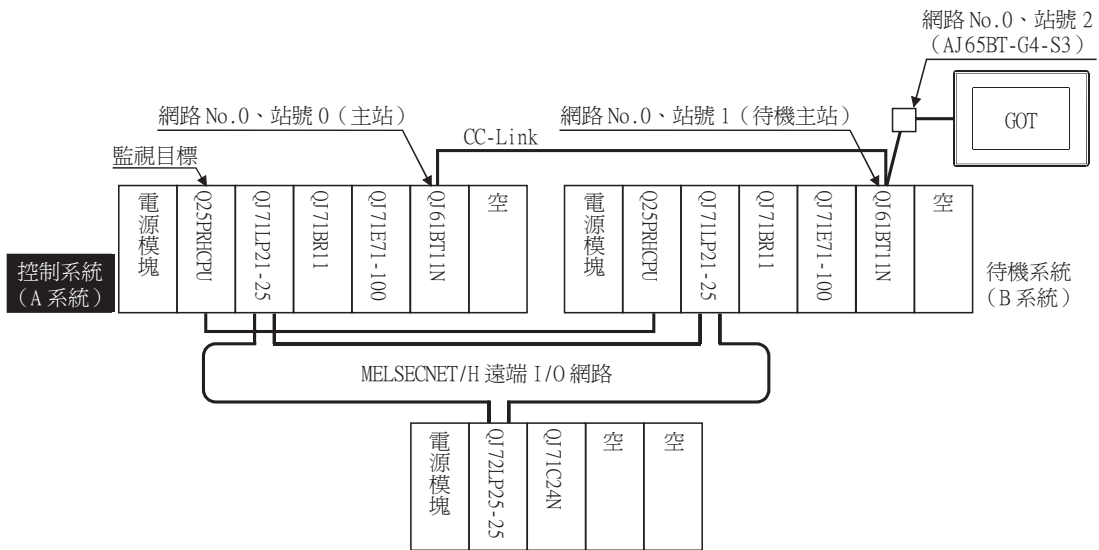 網路 No.0、站號 2
（AJ65BT-G4-S3）
GOT
網路 No.0、站號 0（主站）
網路 No.0、站號 1（待機主站）
CC-Link
監視目標
電源模塊
Q25PRHCPU
QJ71LP21-25
QJ71BR11
QJ71E71-100
QJ61BT11N
空
電源模塊
Q25PRHCPU
QJ71LP21-25
QJ71BR11
QJ71E71-100
QJ61BT11N
空
控制系統
（A 系統）
待機系統
（B 系統）
MELSECNET/H 遠端 I/O 網路
電源模塊
QJ72LP25-25
QJ71C24N
空
空